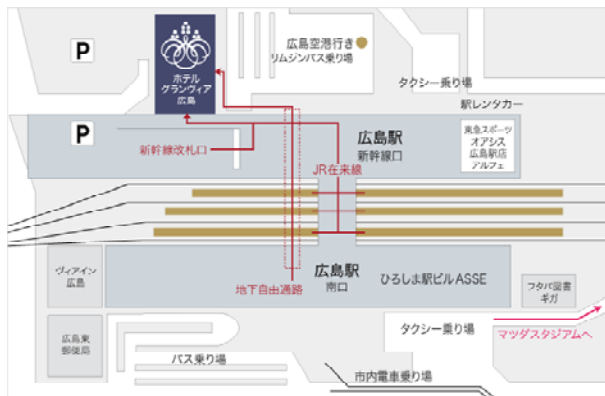 P
ホテル
グランヴィア
広島
広島空港行き
リムジンバス乗り場
タクシー乗り場
駅レンタカー
P
新幹線改札口
広島駅
新幹線口
JR在来線
東急スポーツ
オアシス
広島駅店
アルフェ
ヴィアイン
広島
地下自由通路
広島駅
南口
ひろしま駅ビルASSE
フタバ図書
ギガ
広島東
郵便局
バス乗り場
タクシー乗り場
マツダスタジアムへ
市内電車乗り場